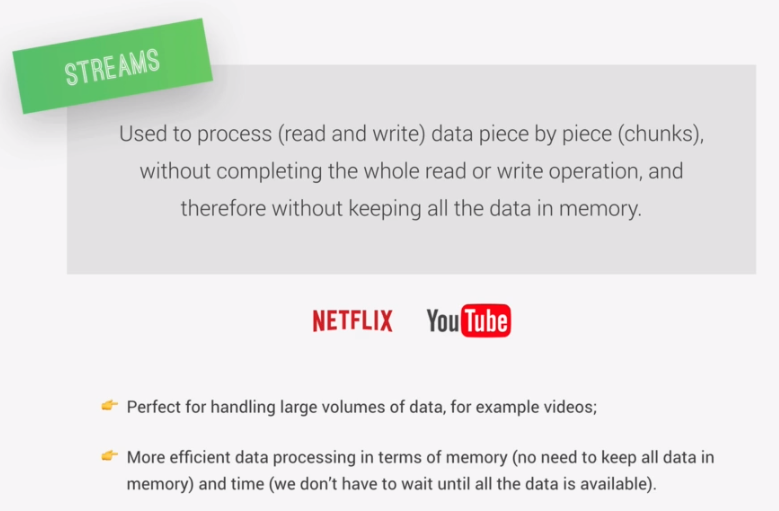 STREAMS
Used to process (read and write) data piece by piece (chunks),
without completing the whole read or write operation, and
therefore without keeping all the data in memory.
NETFLIX YouTube
👉 Perfect for handling large volumes of data, for example videos;
👉 More efficient data processing in terms of memory (no need to keep all data in
memory) and time (we don't have to wait until all the data is available).